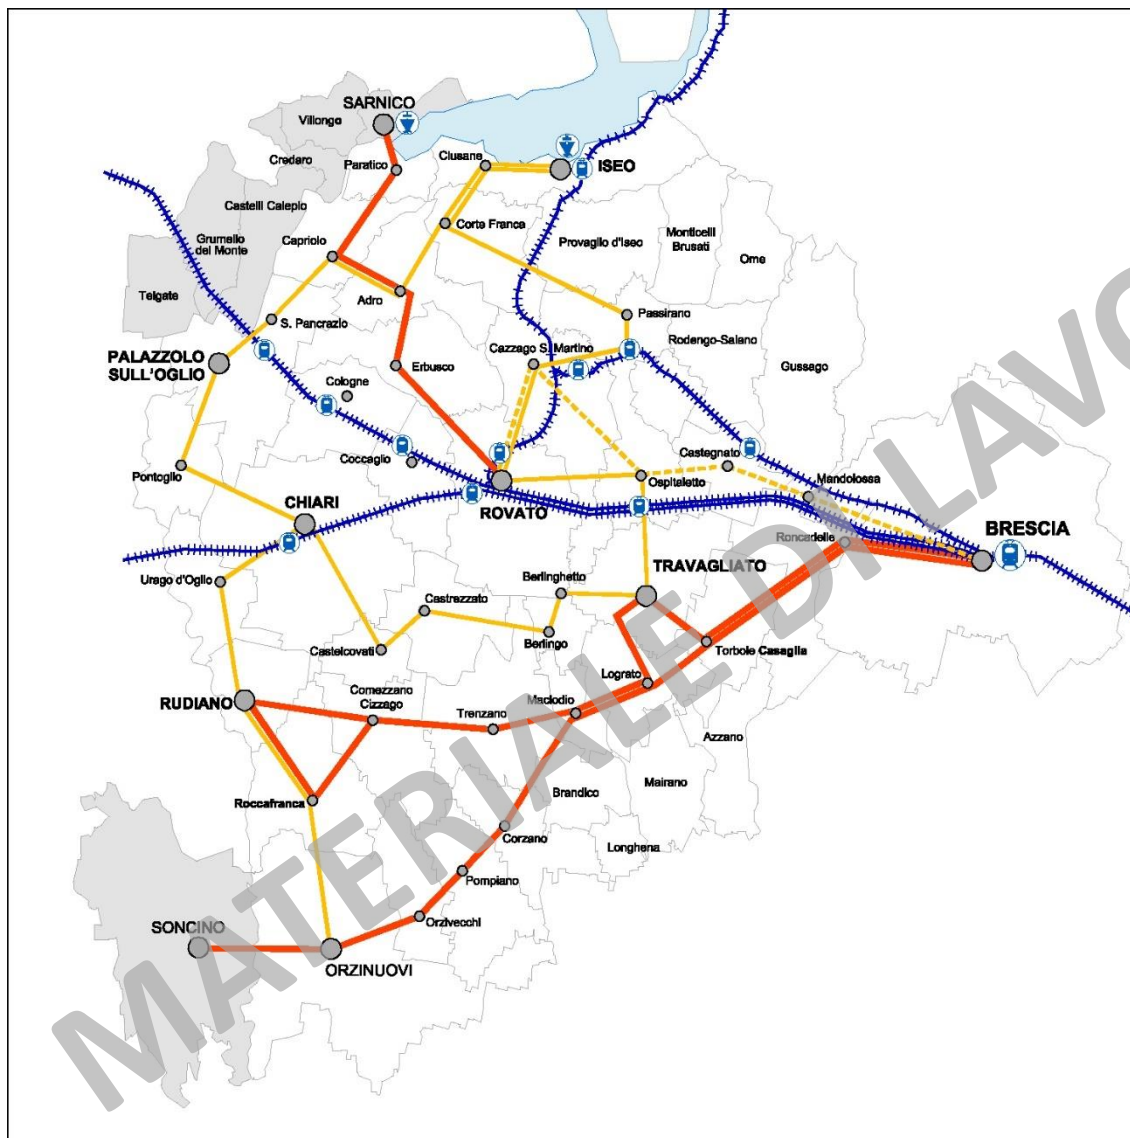 SARNICO
Villongo
Credaro
Paratico
Clusane
ISEO
Castelli Calepio
Grumello
del Monte
Capriolo
Corte Franca
Provaglio d'Iseo
Monticelli
Brusati
Ome
Telgate
Adro
S. Pancrazio
Passirano
Rodengo-Saiano
Gussago
PALAZZOLO
SULL'OGLIO
Erbusco
Cazzago S. Martino
Cologne
Coccaglio
Castegnato
Pontoglio
Ospitaletto
Mandolossa
CHIARI
ROVATO
BRESCIA
Roncadelle
TRAVAGLIATO
Urago d'Oglio
Berlinghetto
Castrezzato
Berlingo
Castelcovati
Torbole Casaglia
Lograto
RUDIANO
Comezzano
Cizzago
Trenzano
Maclodio
Azzano
Mairano
Brandico
Roccafranca
Corzano
Longhena
Pompiano
Orzivecchi
SONCINO
ORZINUOVI
MATERIALE DI LAVO